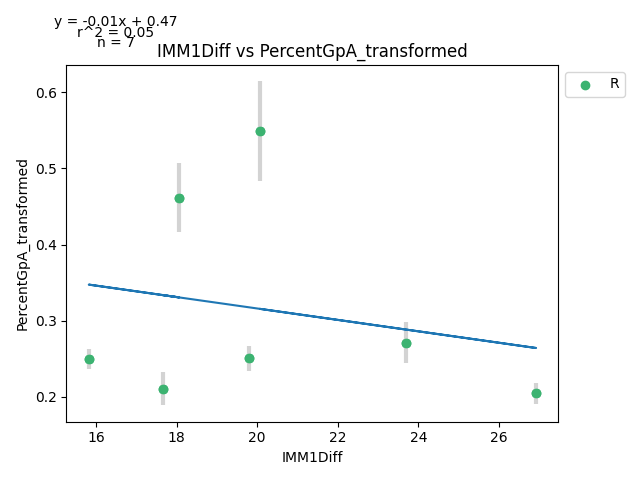 y = -0.01x + 0.47
r^2 = 0.05
n = 7
IMM1Diff vs PercentGpA_transformed
R
PercentGpA_transformed
0.6
0.5
0.4
0.3
0.2
16 18 20 22 24 26
IMM1Diff